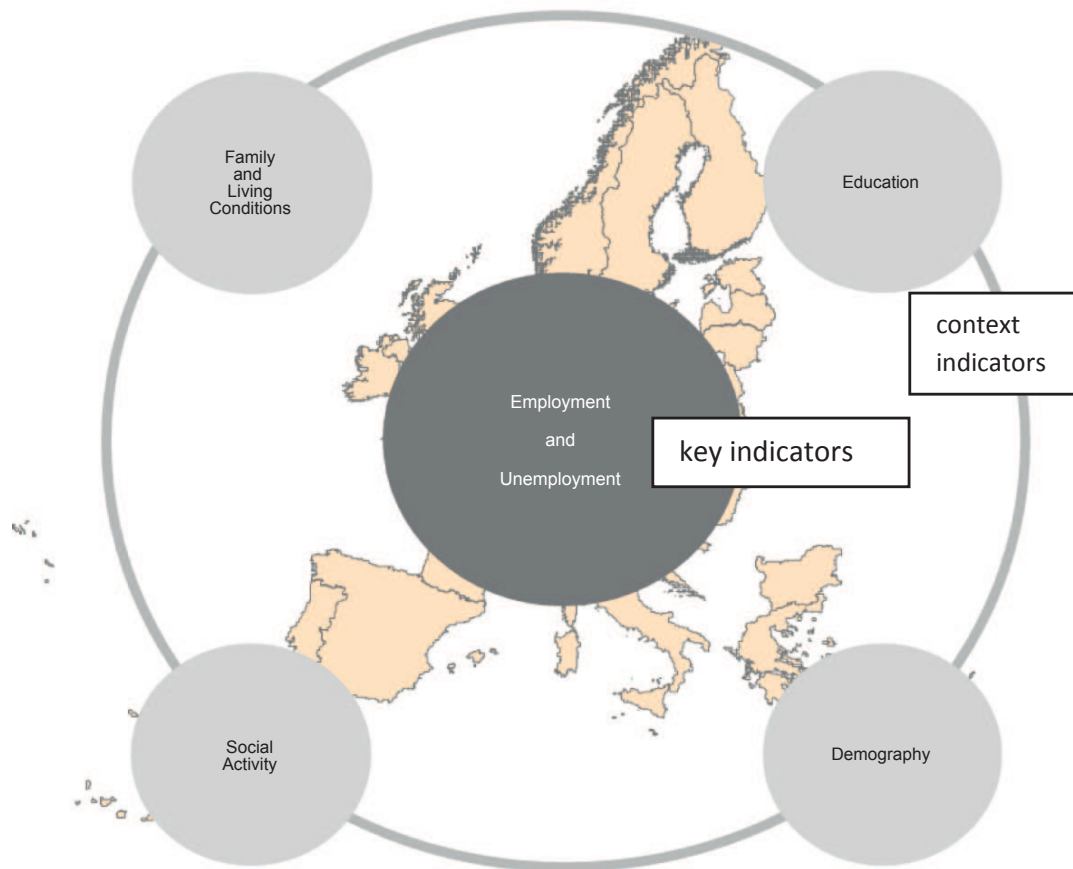 Family
and
Living
Conditions
Education
context
indicators
Employment
and
Unemployment
key indicators
Social
Activity
Demography